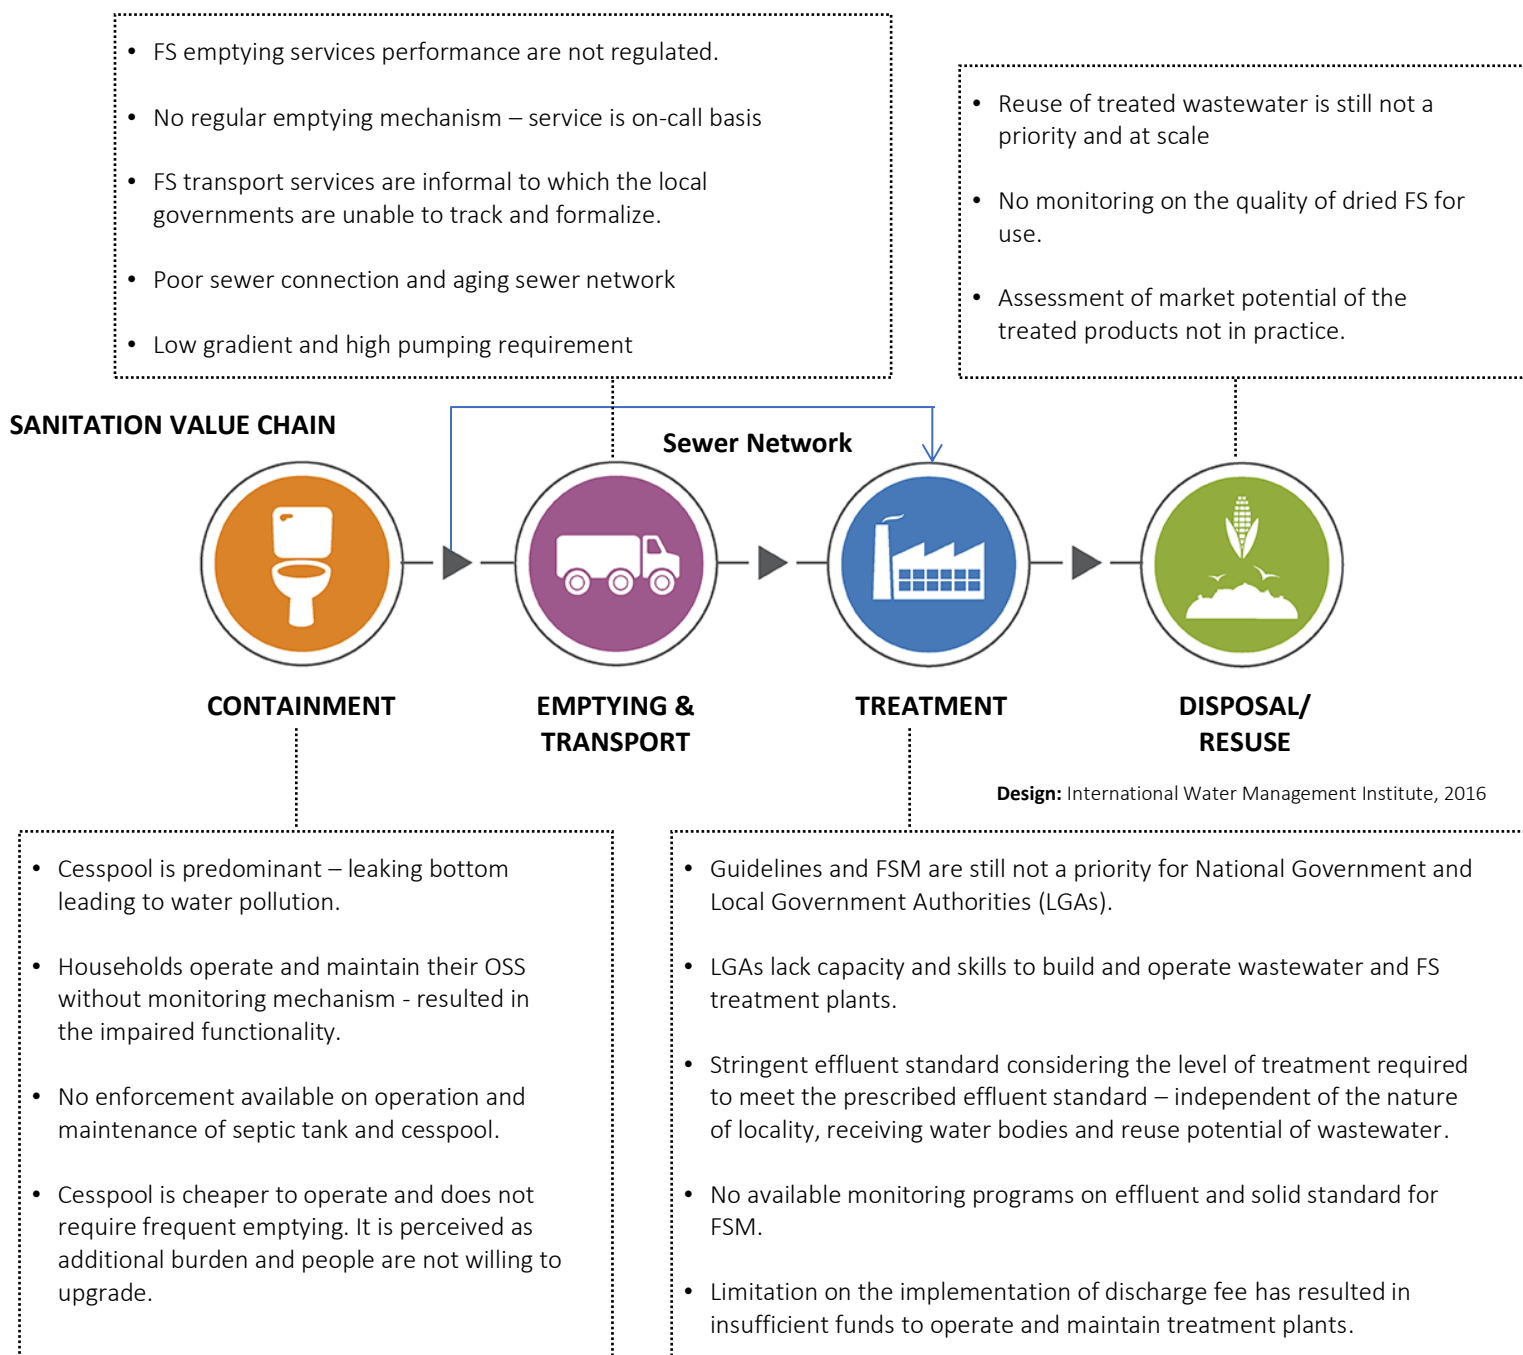 • FS emptying services performance are not regulated.
• No regular emptying mechanism – service is on-call basis
• FS transport services are informal to which the local
governments are unable to track and formalize.
• Poor sewer connection and aging sewer network
• Low gradient and high pumping requirement
• Reuse of treated wastewater is still not a
priority and at scale
• No monitoring on the quality of dried FS for
use.
• Assessment of market potential of the
treated products not in practice.
SANITATION VALUE CHAIN
Sewer Network
CONTAINMENT
EMPTYING &
TRANSPORT
TREATMENT
DISPOSAL/
RESUSE
Design: International Water Management Institute, 2016
• Cesspool is predominant – leaking bottom
leading to water pollution.
• Households operate and maintain their OSS
without monitoring mechanism - resulted in
the impaired functionality.
• No enforcement available on operation and
maintenance of septic tank and cesspool.
• Cesspool is cheaper to operate and does not
require frequent emptying. It is perceived as
additional burden and people are not willing to
upgrade.
• Guidelines and FSM are still not a priority for National Government and
Local Government Authorities (LGAs).
• LGAs lack capacity and skills to build and operate wastewater and FS
treatment plants.
• Stringent effluent standard considering the level of treatment required
to meet the prescribed effluent standard – independent of the nature
of locality, receiving water bodies and reuse potential of wastewater.
• No available monitoring programs on effluent and solid standard for
FSM.
• Limitation on the implementation of discharge fee has resulted in
insufficient funds to operate and maintain treatment plants.